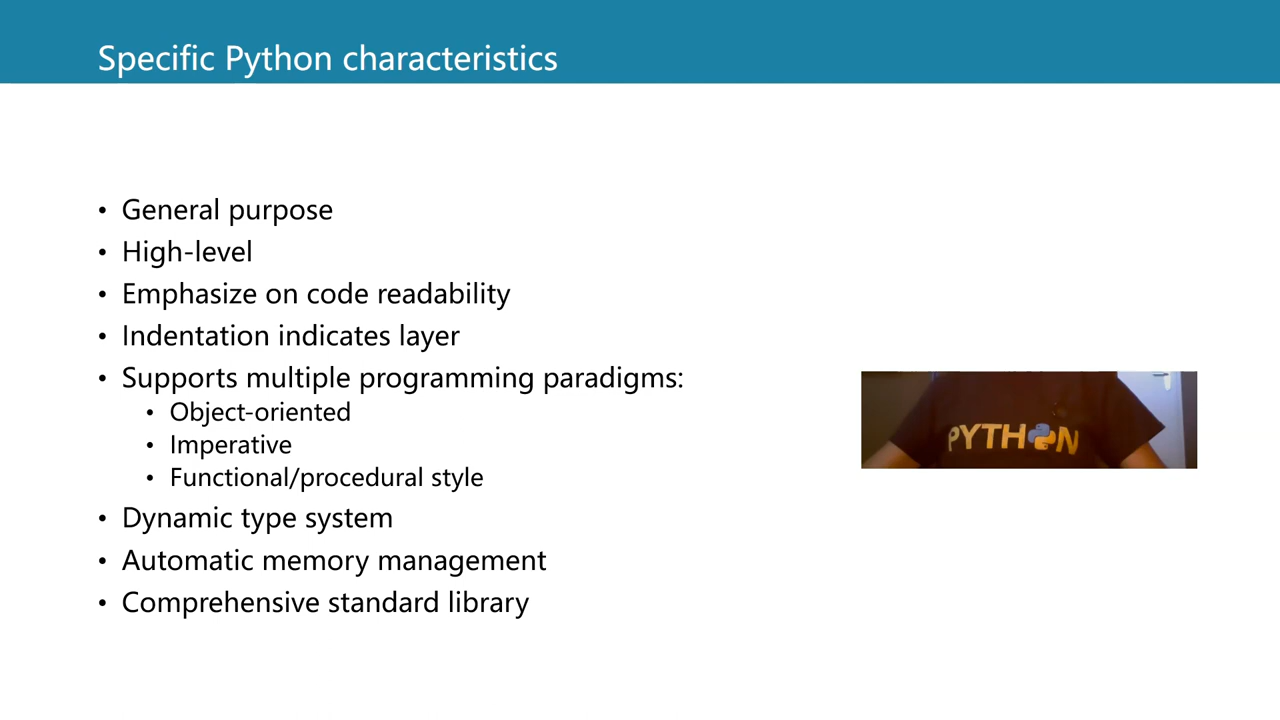 Specific Python characteristics
• General purpose
• High-level
• Emphasize on code readability
• Indentation indicates layer
• Supports multiple programming paradigms:
• Object-oriented
• Imperative
• Functional/procedural style
PYTHON
• Dynamic type system
• Automatic memory management
• Comprehensive standard library